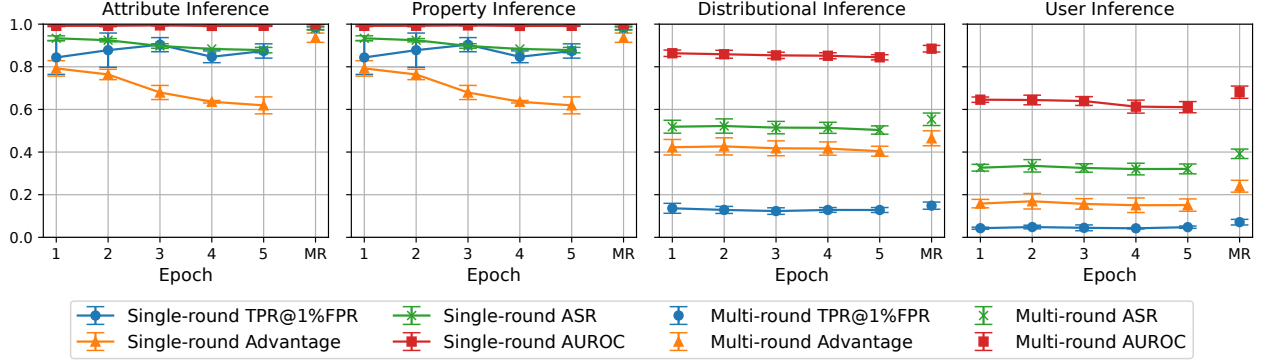 Attribute Inference
Property Inference
Distributional Inference
User Inference
1.0
0.8
0.6
0.4
0.2
0.0
1 2 3 4 5 MR
1 2 3 4 5 MR
1 2 3 4 5 MR
1 2 3 4 5 MR
Epoch
Epoch
Epoch
Epoch
Single-round TPR@1%FPR
Single-round Advantage
Single-round ASR
Single-round AUROC
Multi-round TPR@1%FPR
Multi-round Advantage
Multi-round ASR
Multi-round AUROC